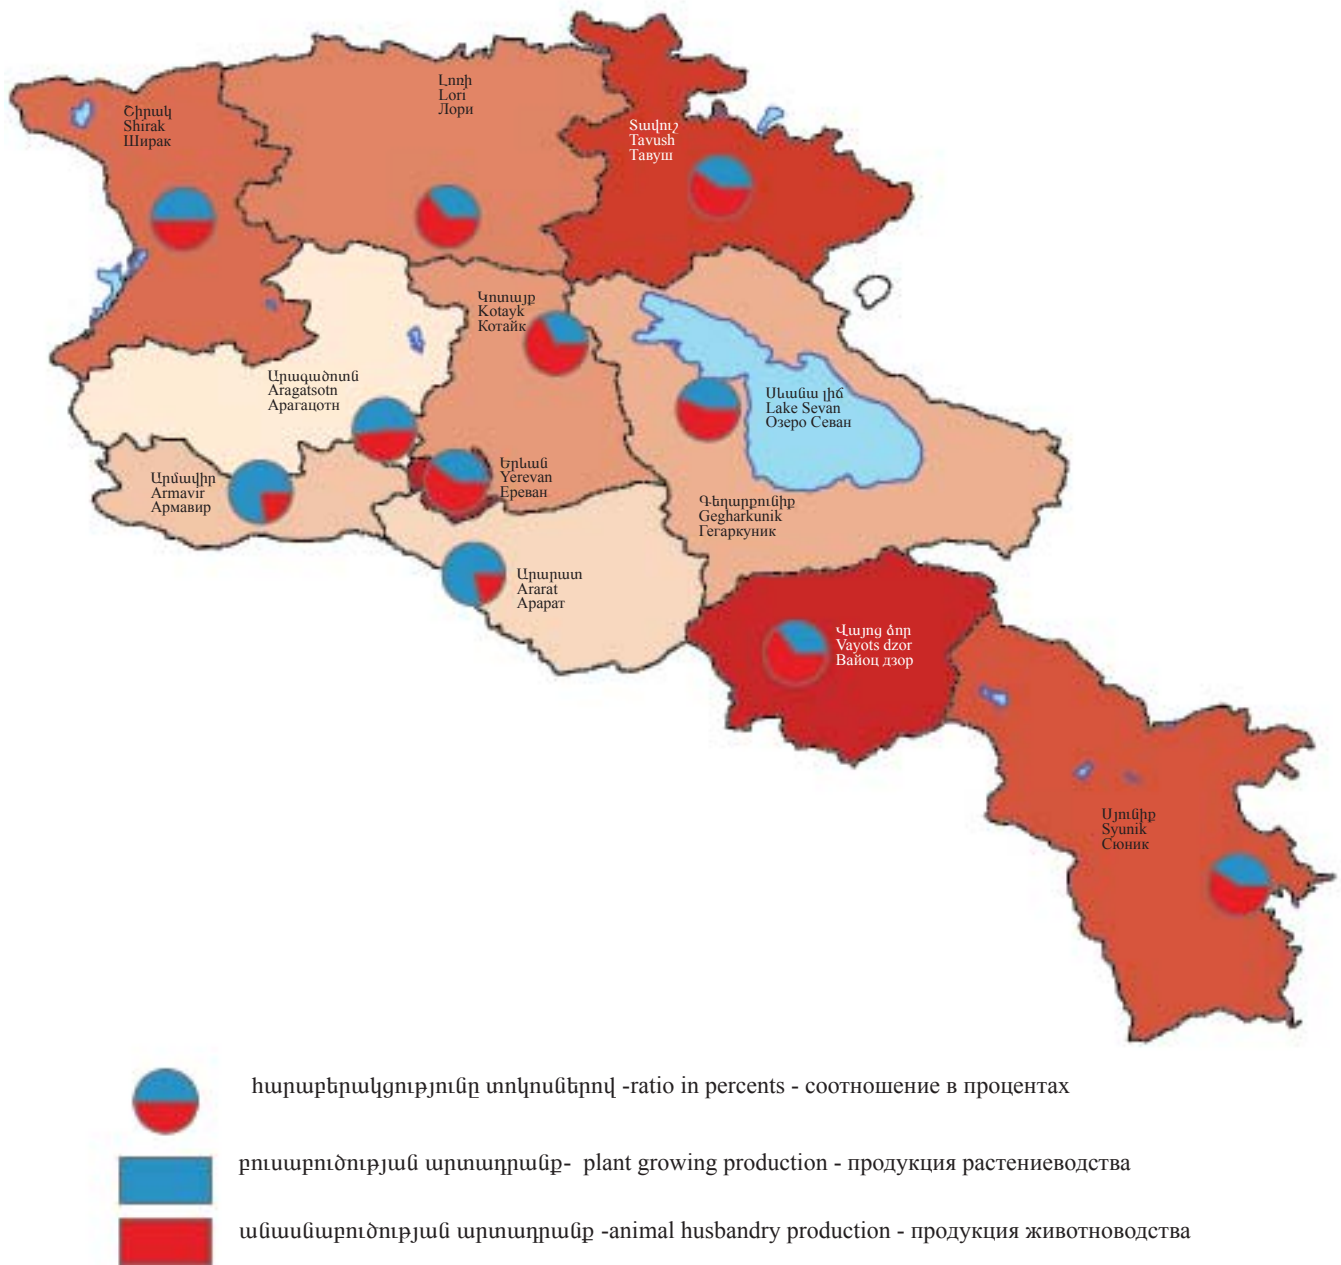 Շիրակ
Shirak
Ширак
Լոռի
Lori
Лори
Տավուշ
Tavush
Тавуш
Կոտայք
Kotayk
Котайк
Արագածոտն
Aragatsotn
Арагацотн
Սևանա լիճ
Lake Sevan
Озеро Севан
Արմավիր
Armavir
Армавир
Երևան
Yerevan
Ереван
Գեղարքունիք
Gegharkunik
Гегаркуник
Արարատ
Ararat
Арарат
Վայոց ձոր
Vayots dzor
Вайоц дзор
Սյունիք
Syunik
Сюник
հարաբերակցությունը տոկոսներով -ratio in percents - соотношение в процентах
բուսաբուծության արտադրանք- plant growing production - продукция растениеводства
անասնաբուծության արտադրանք -animal husbandry production - продукция животноводства